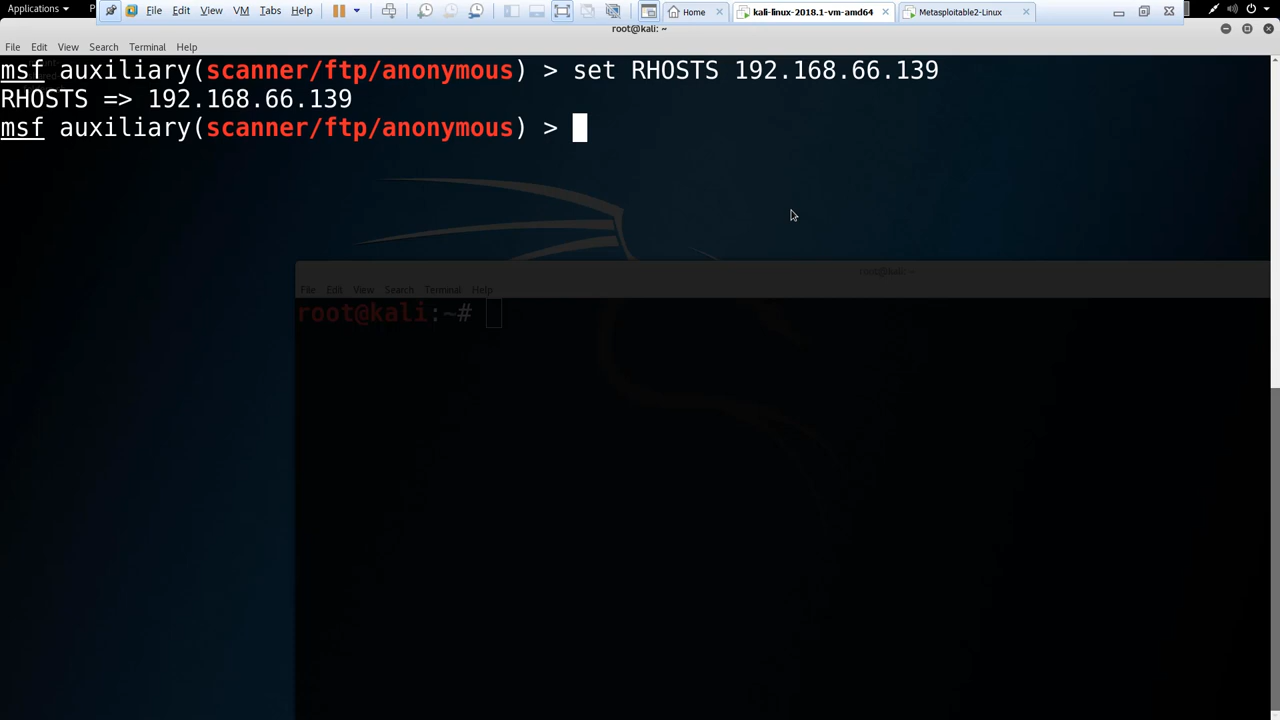 Applications
P
File Edit View VM Tabs Help
Home
kali-linux-2018.1-vm-amd64
Metasploitable2-Linux
root@kali: ~
File Edit View Search Terminal Help
msf auxiliary(scanner/ftp/anonymous) > set RHOSTS 192.168.66.139
RHOSTS => 192.168.66.139
msf auxiliary(scanner/ftp/anonymous) >
root@kali: ~
File Edit View Search Terminal Help
root@kali:~#